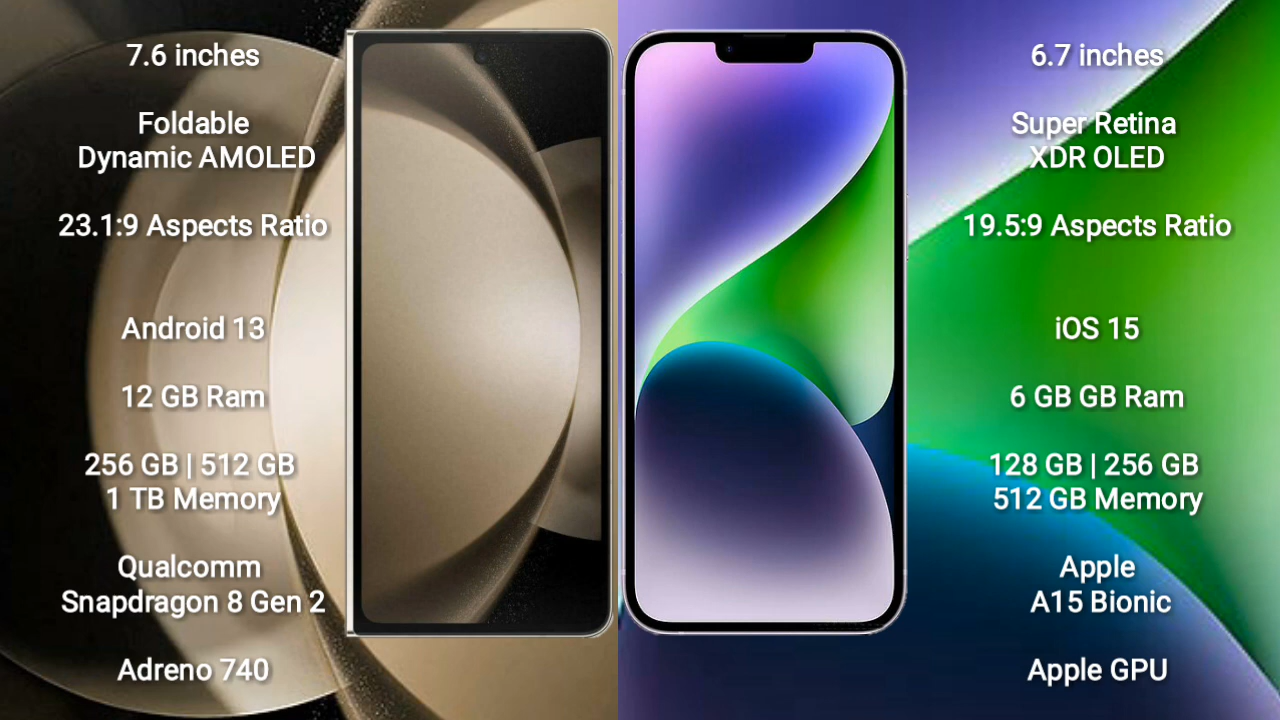 7.6 inches
Foldable
Dynamic AMOLED
23.1:9 Aspects Ratio
Android 13
12 GB Ram
256 GB | 512 GB
1 TB Memory
Qualcomm
Snapdragon 8 Gen 2
Adreno 740
6.7 inches
Super Retina
XDR OLED
19.5:9 Aspects Ratio
iOS 15
6 GB GB Ram
128 GB | 256 GB
512 GB Memory
Apple
A15 Bionic
Apple GPU